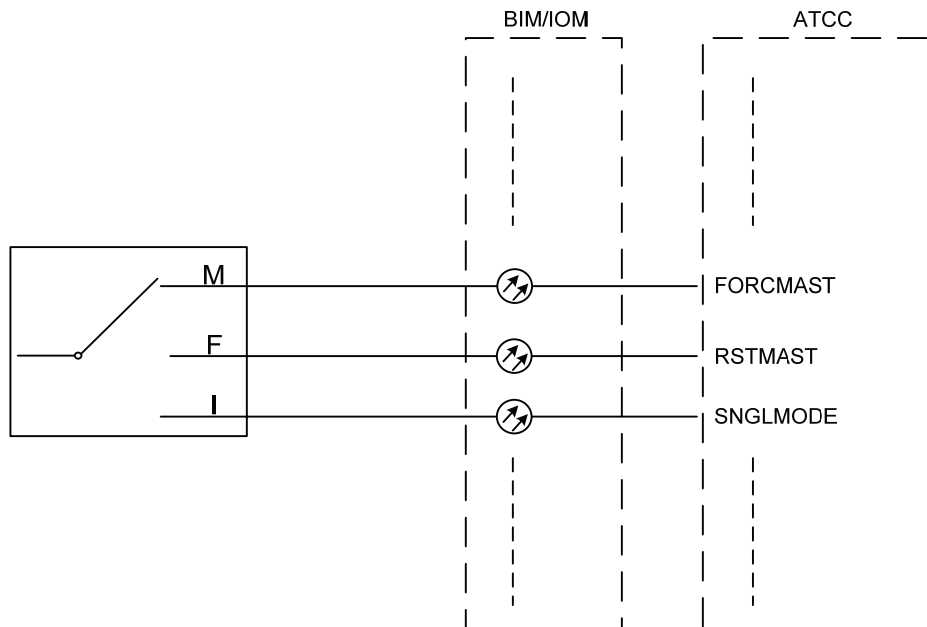 BIM/IOM
ATCC
M
FORCMAST
F
RSTMAST
I
SNGLMODE